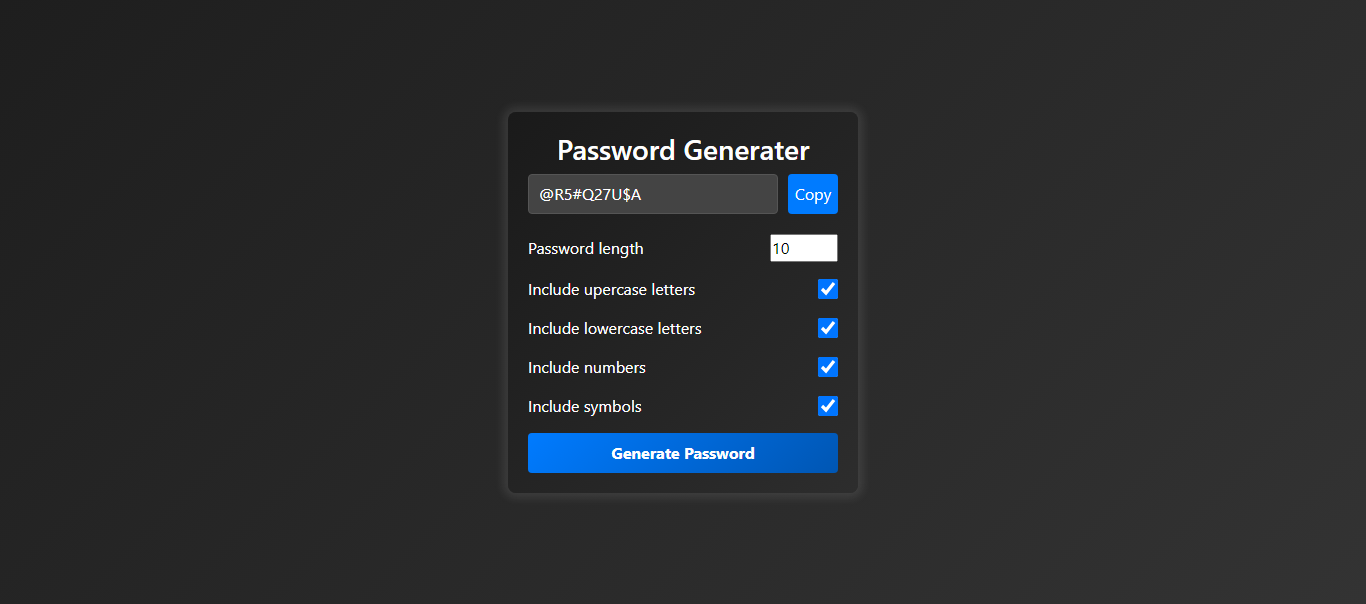 Password Generater
@R5#Q27U$A Copy
Password length 10
Include upercase letters
Include lowercase letters
Include numbers
Include symbols
Generate Password